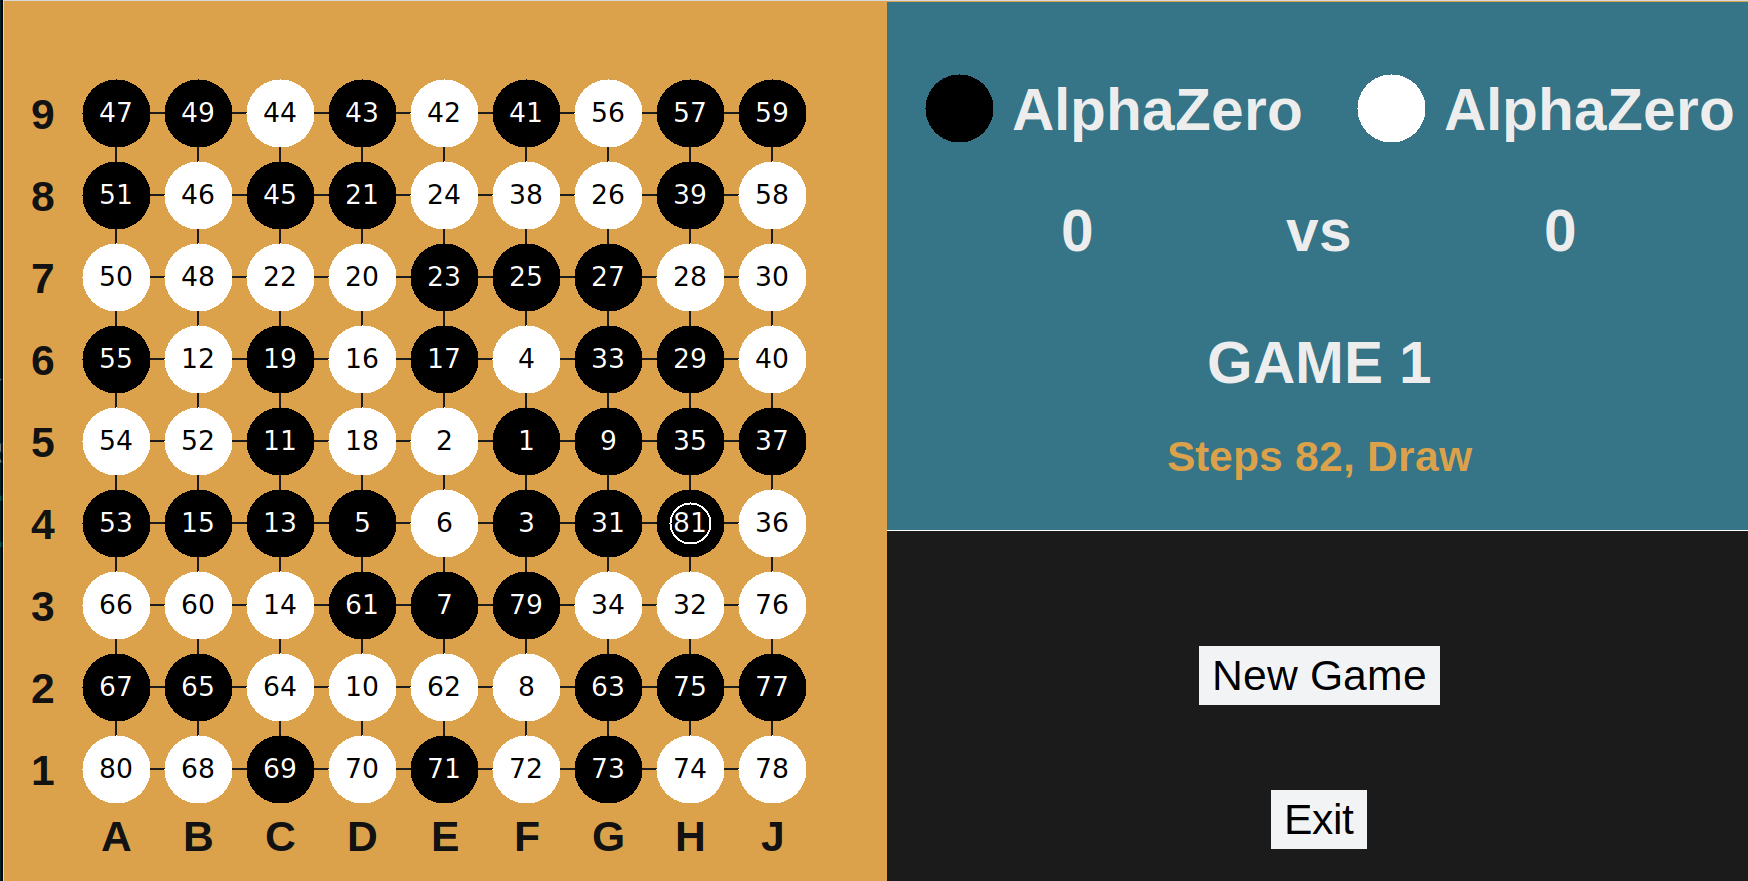 AlphaZero AlphaZero
0 vs 0
GAME 1
Steps 82, Draw
New Game
Exit
9 47 49 44 43 42 41 56 57 59
8 51 46 45 21 24 38 26 39 58
7 50 48 22 20 23 25 27 28 30
6 55 12 19 16 17 4 33 29 40
5 54 52 11 18 2 1 9 35 37
4 53 15 13 5 6 3 31 81 36
3 66 60 14 61 7 79 34 32 76
2 67 65 64 10 62 8 63 75 77
1 80 68 69 70 71 72 73 74 78
A B C D E F G H J